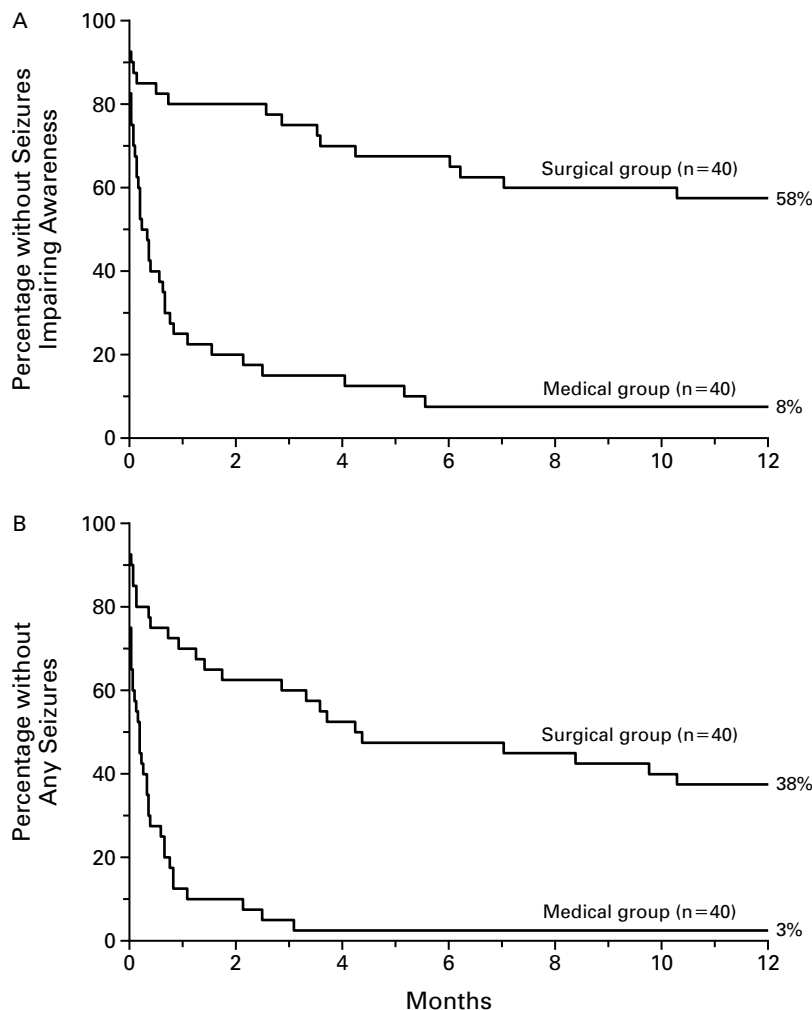 A
Percentage without Seizures
Impairing Awareness
100
80
60
40
20
0
Surgical group (n=40)
58%
Medical group (n=40)
8%
0 2 4 6 8 10 12
B
Percentage without
Any Seizures
100
80
60
40
20
0
Surgical group (n=40)
38%
Medical group (n=40)
3%
0 2 4 6 8 10 12
Months